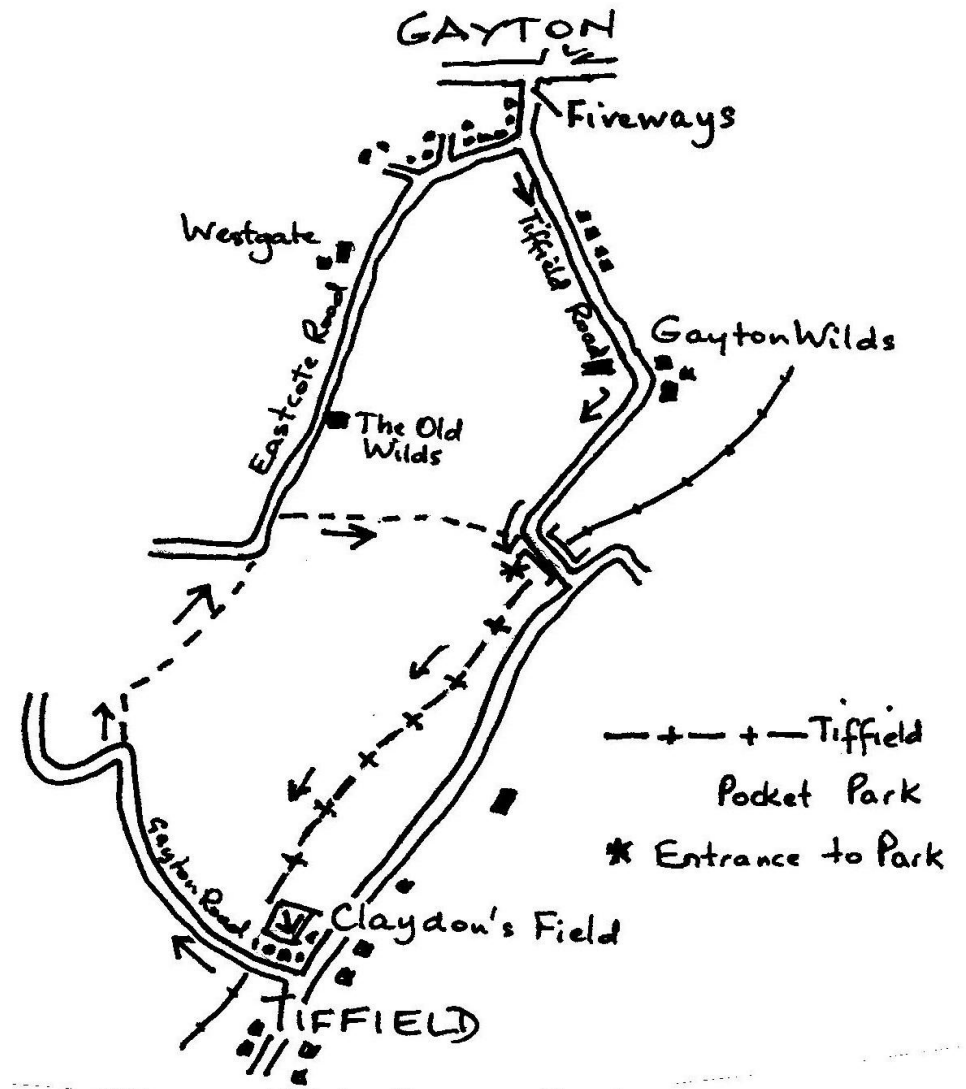 GAYTON
Fiveways
Westgate
Tiffield Road
Eastcote Road
Gayton Wilds
The Old
Wilds
— + — + — Tiffield
Pocket Park
* Entrance to Park
Gayton Road
Claydon's Field
TIFFIELD